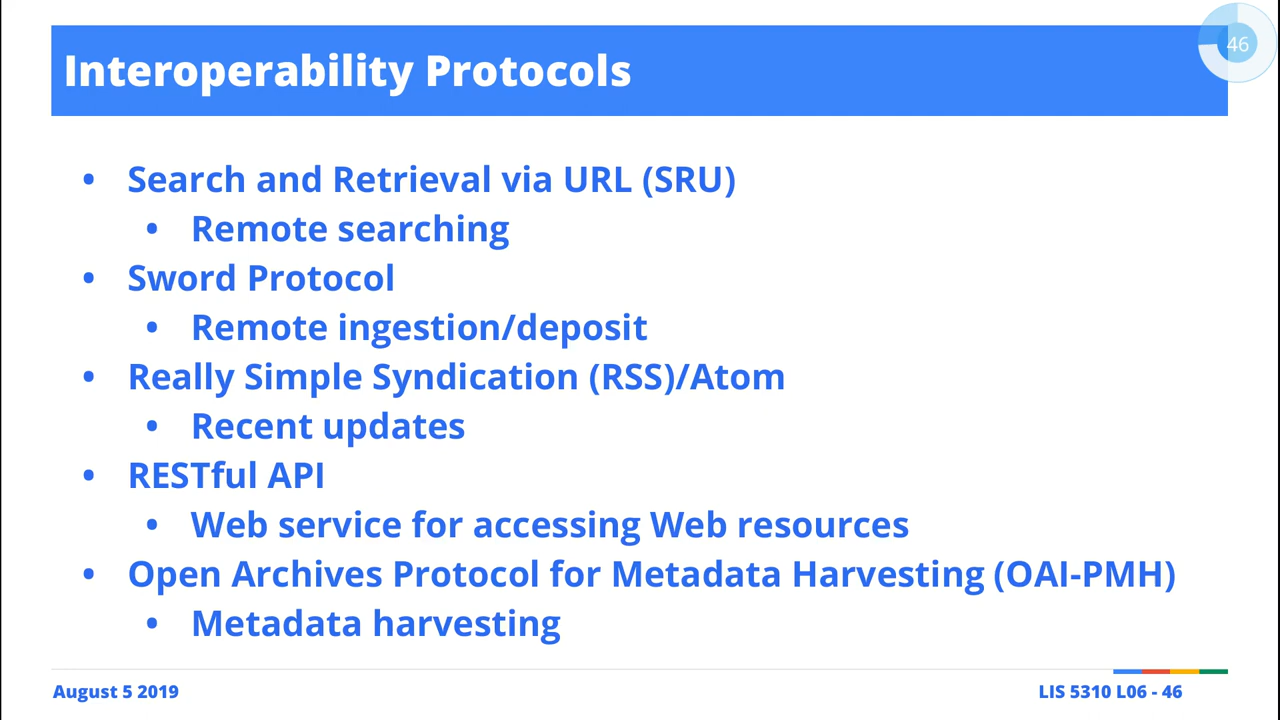 46
Interoperability Protocols
• Search and Retrieval via URL (SRU)
• Remote searching
• Sword Protocol
• Remote ingestion/deposit
• Really Simple Syndication (RSS)/Atom
• Recent updates
• RESTful API
• Web service for accessing Web resources
• Open Archives Protocol for Metadata Harvesting (OAI-PMH)
• Metadata harvesting
August 5 2019
LIS 5310 L06 - 46